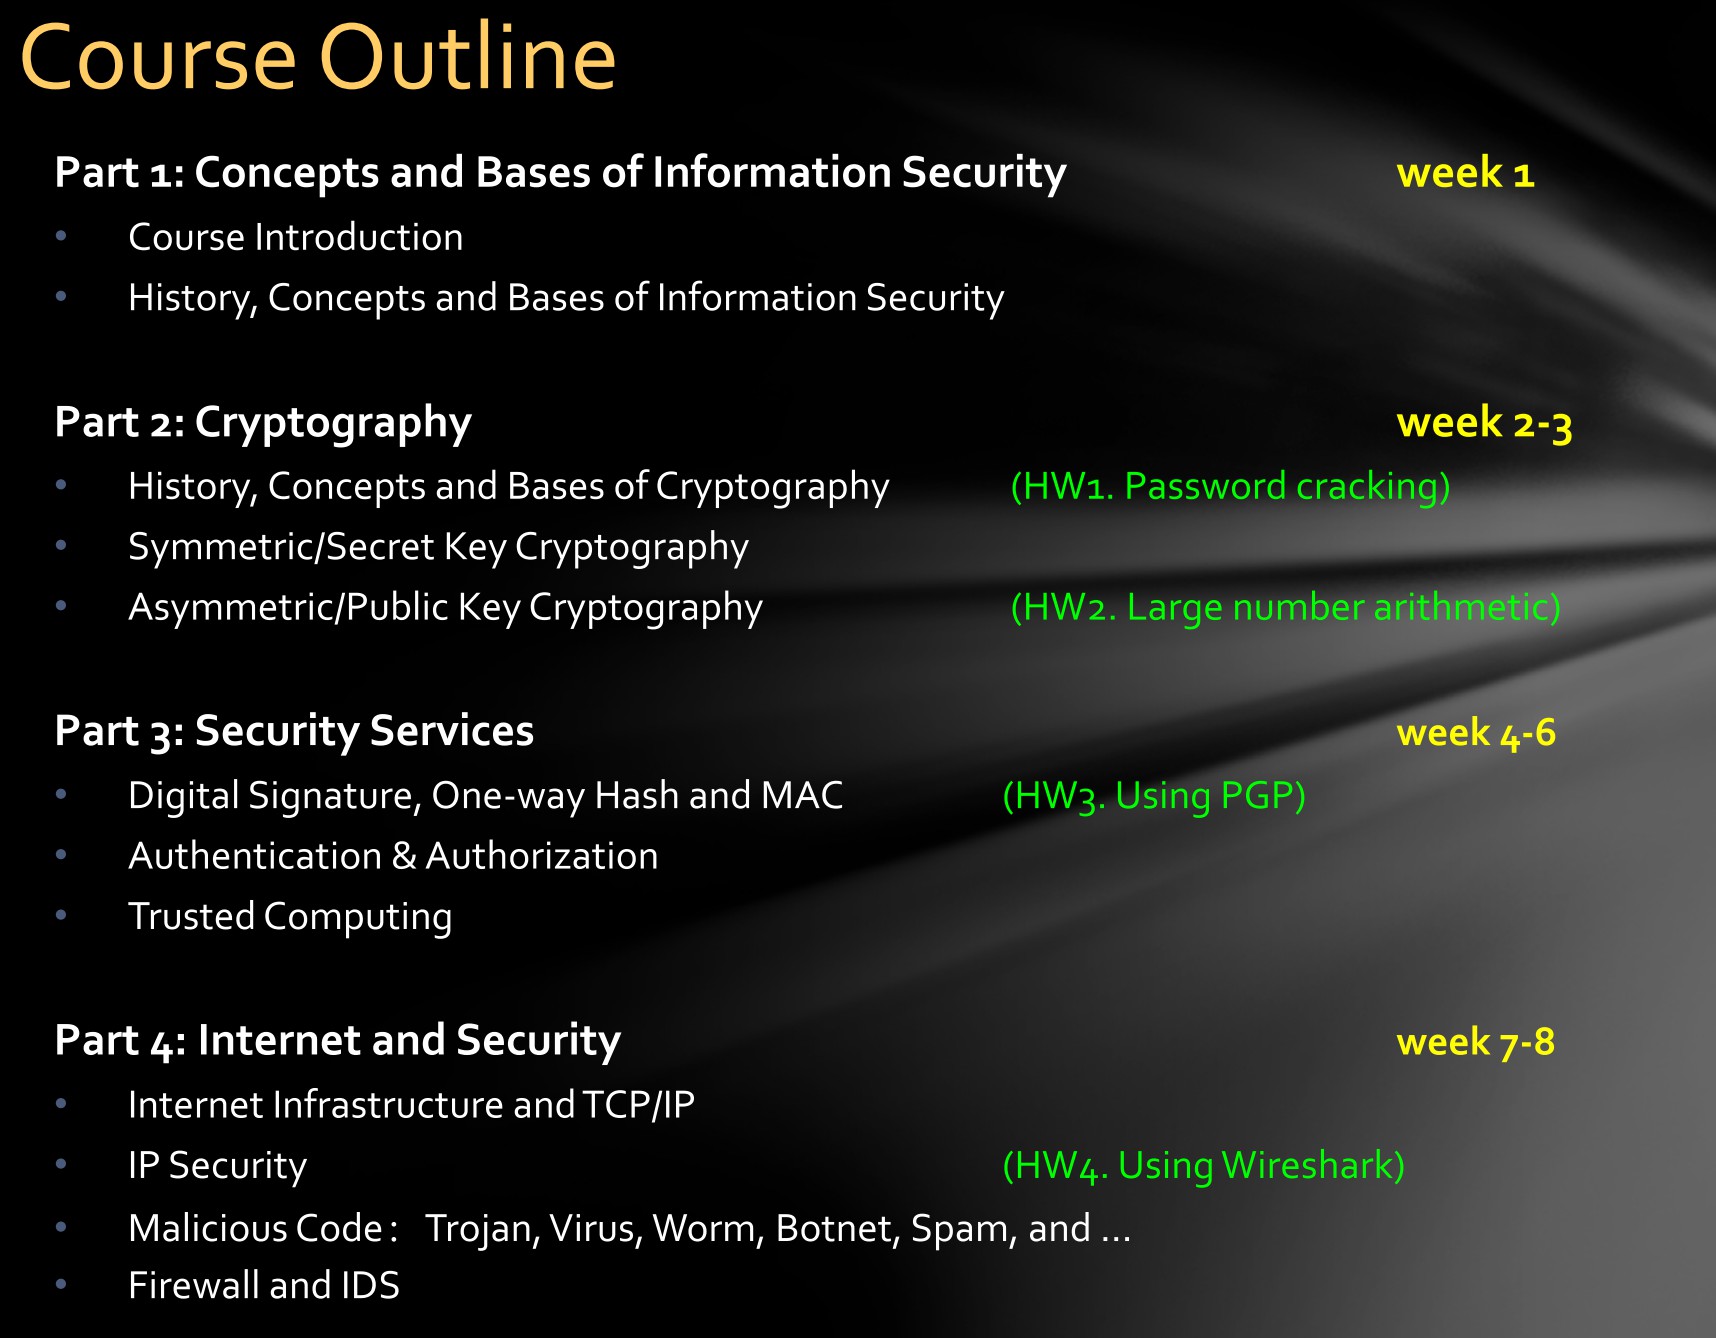 Course Outline
Part 1: Concepts and Bases of Information Security week 1
• Course Introduction
• History, Concepts and Bases of Information Security
Part 2: Cryptography week 2-3
• History, Concepts and Bases of Cryptography (HW1. Password cracking)
• Symmetric/Secret Key Cryptography
• Asymmetric/Public Key Cryptography (HW2. Large number arithmetic)
Part 3: Security Services week 4-6
• Digital Signature, One-way Hash and MAC (HW3. Using PGP)
• Authentication & Authorization
• Trusted Computing
Part 4: Internet and Security week 7-8
• Internet Infrastructure and TCP/IP
• IP Security (HW4. Using Wireshark)
• Malicious Code: Trojan, Virus, Worm, Botnet, Spam, and ...
• Firewall and IDS